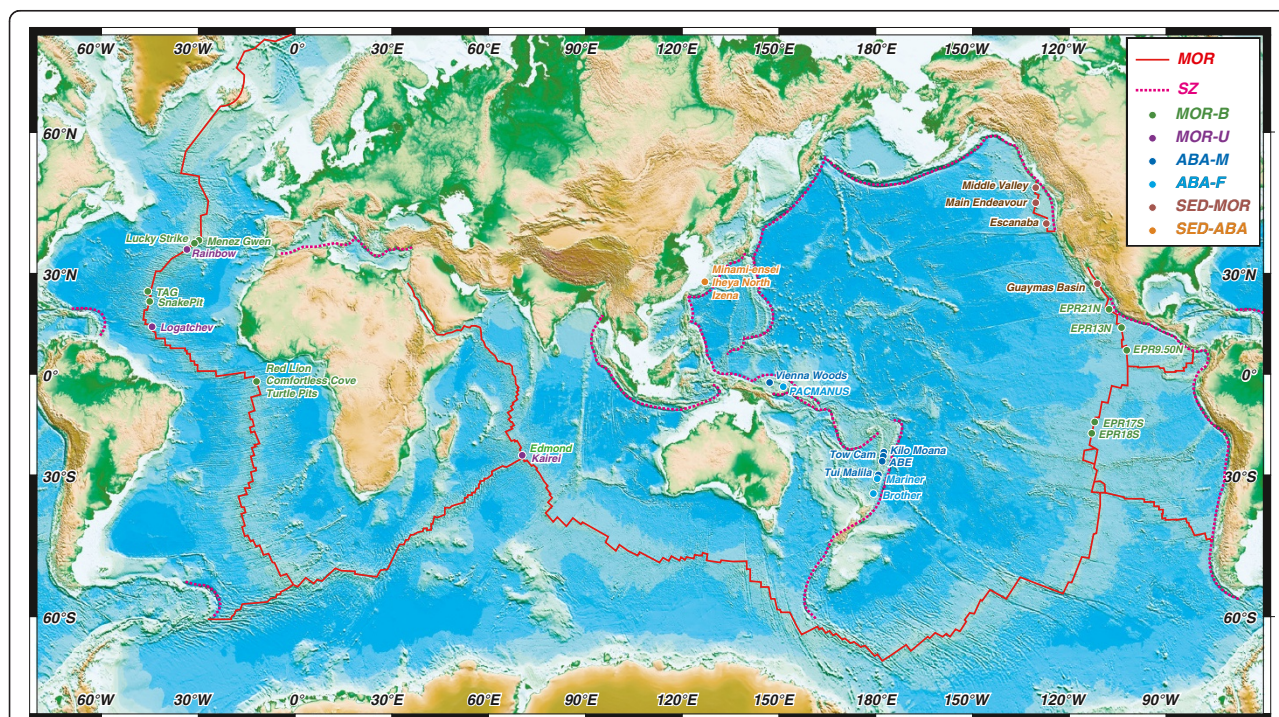 60°W 30°W 0° 30°E 60°E 90°E 120°E 150°E 180°E 150°W 120°W
MOR
SZ
MOR-B
MOR-U
ABA-M
ABA-F
SED-MOR
SED-ABA
60°N 60°N
Middle Valley
Main Endeavour
Escanaba
Lucky Strike Menez Gwen
Rainbow
30°N 30°N
Minami-ensei
Iheya North
Izena
Guaymas Basin
TAG
SnakePit
EPR21N
Logatchev
EPR13N
EPR9.50N
Red Lion
Comfortless Cove
Turtle Pits
0° 0°
Vienna Woods
PACMANUS
EPR17S
EPR18S
Edmond
Kairei
Kilo Moana
Tow Cam
ABE
Tui Malila
Mariner
Brother
30°S 30°S
60°S 60°S
60°W 30°W 0° 30°E 60°E 90°E 120°E 150°E 180°E 150°W 120°W 90°W